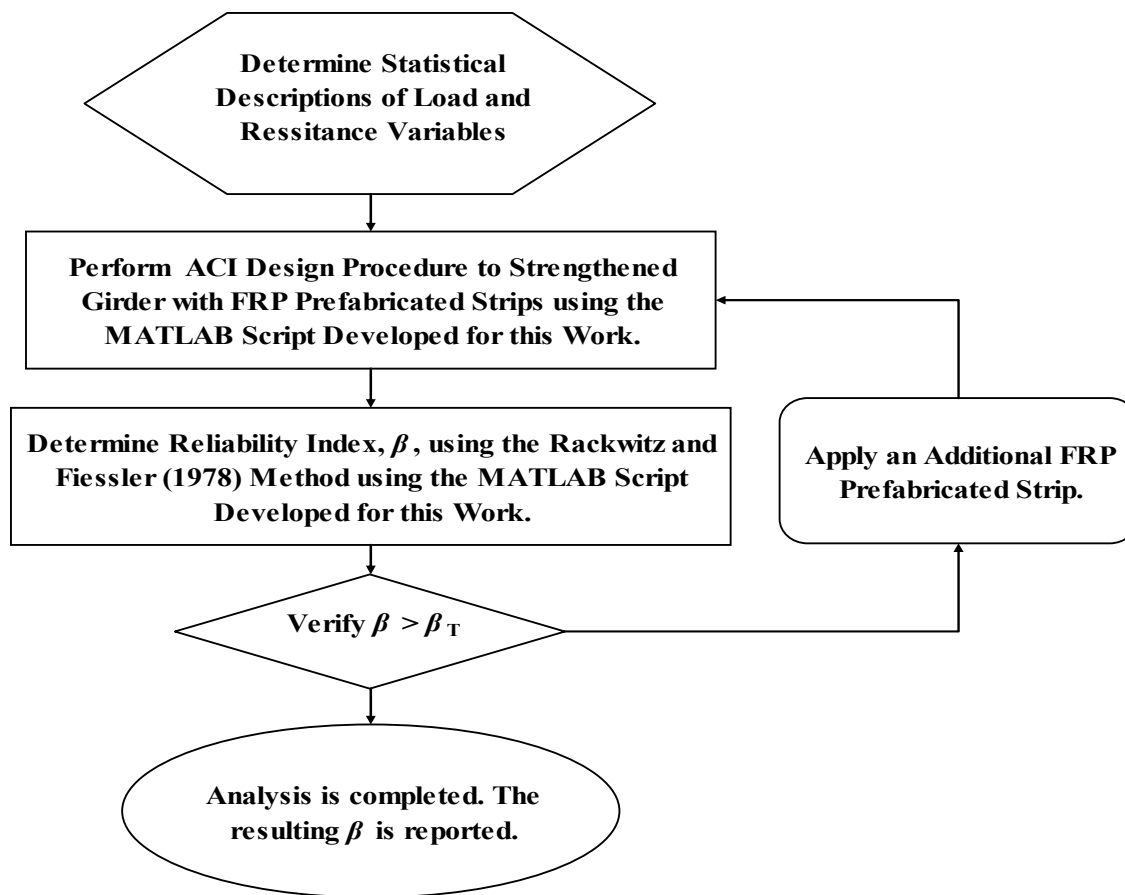 Determine Statistical
Descriptions of Load and
Ressitance Variables
Perform ACI Design Procedure to Strengthened
Girder with FRP Prefabricated Strips using the
MATLAB Script Developed for this Work.
Determine Reliability Index, β, using the Rackwitz and
Fiessler (1978) Method using the MATLAB Script
Developed for this Work.
Apply an Additional FRP
Prefabricated Strip.
Verify β > βT
Analysis is completed. The
resulting β is reported.